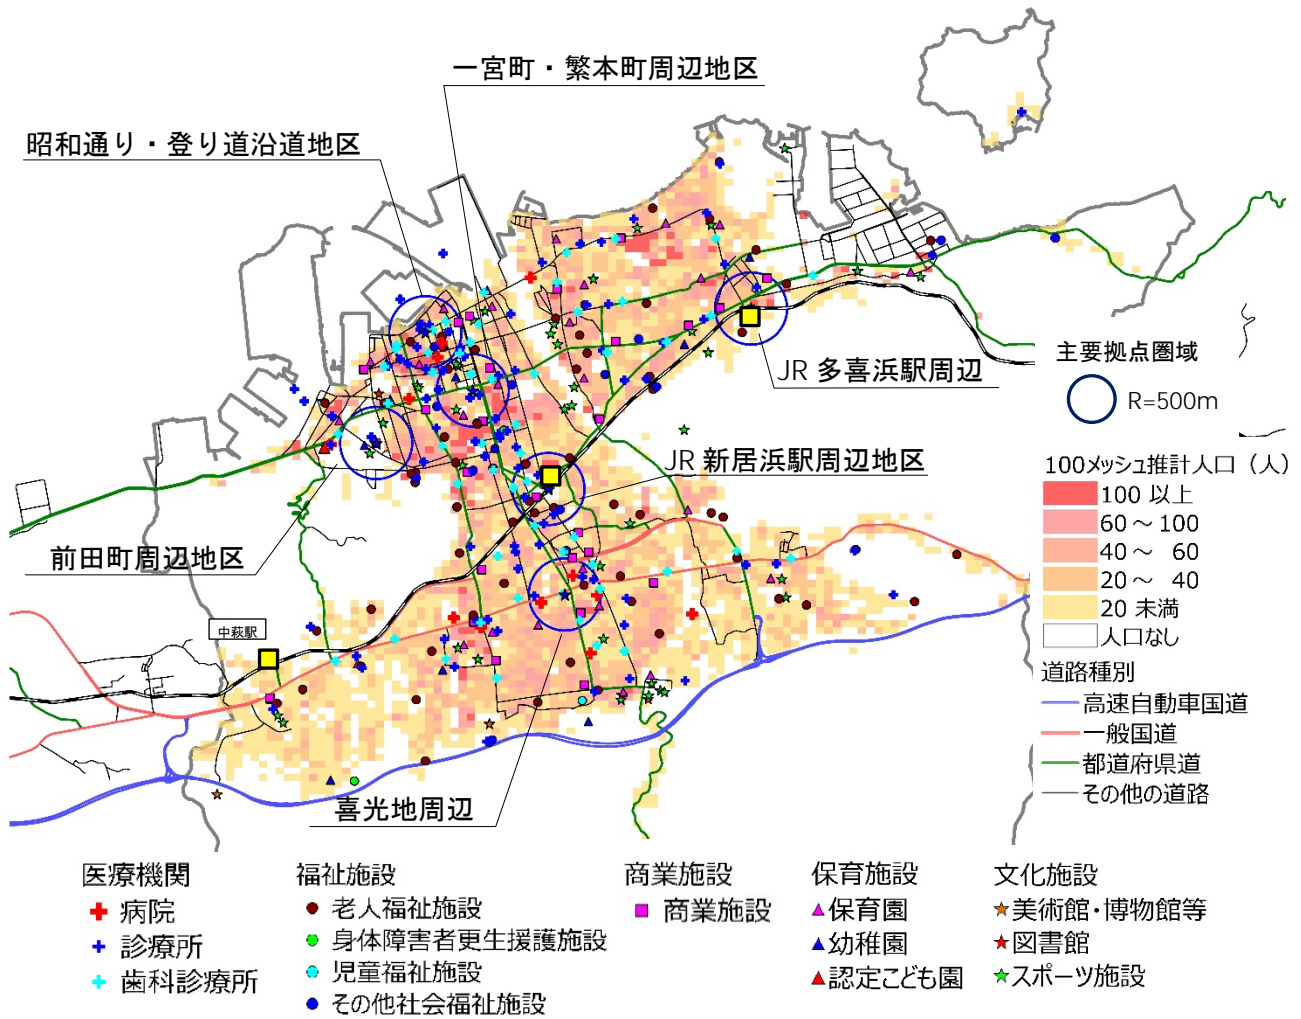 一宮町・繁本町周辺地区
昭和通り・登り道沿道地区
JR 多喜浜駅周辺
JR 新居浜駅周辺地区
前田町周辺地区
中萩駅
喜光地周辺
主要拠点圏域
R=500m
100メッシュ推計人口（人）
100 以上
60～100
40～ 60
20～ 40
20 未満
人口なし
道路種別
高速自動車国道
一般国道
都道府県道
その他の道路
医療機関
病院
診療所
歯科診療所
福祉施設
老人福祉施設
身体障害者更生援護施設
児童福祉施設
その他社会福祉施設
商業施設
商業施設
保育施設
保育園
幼稚園
認定こども園
文化施設
美術館・博物館等
図書館
スポーツ施設